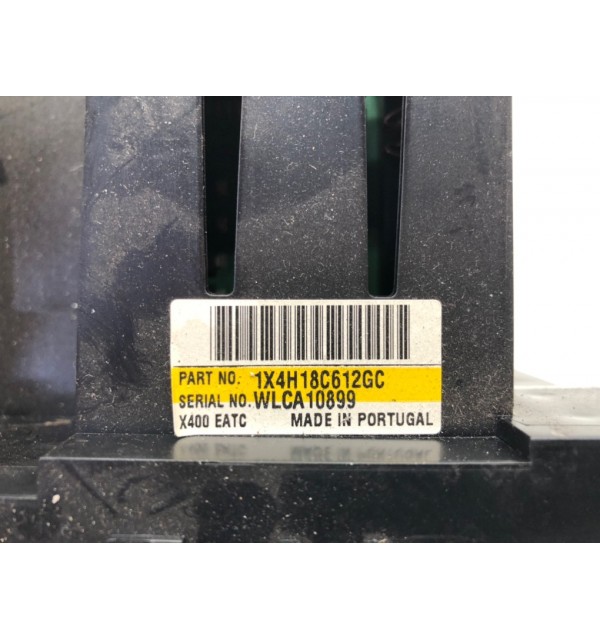 PART NO. 1X4H18C612GC
SERIAL NO. WLCA10899
X400 EATC MADE IN PORTUGAL